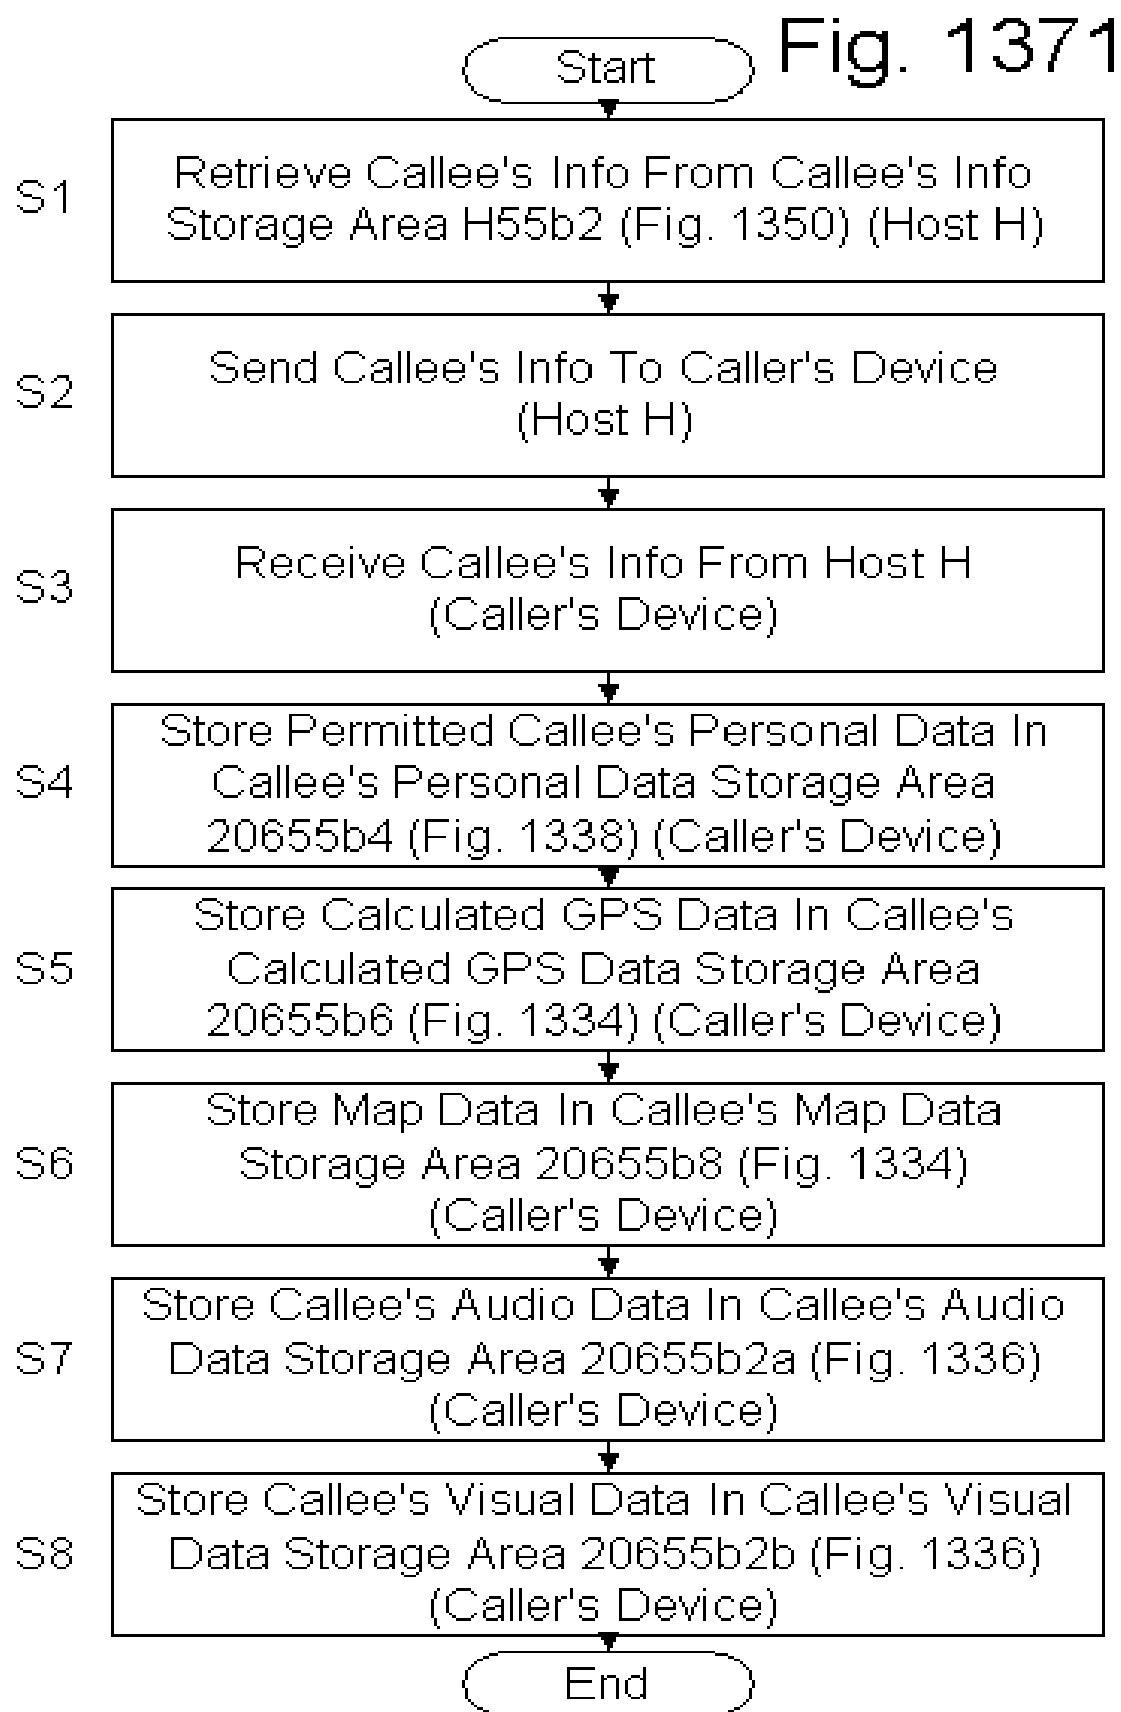 Fig. 1371
Start
S1
Retrieve Callee's Info From Callee's Info
Storage Area H55b2 (Fig. 1350) (Host H)
S2
Send Callee's Info To Caller's Device
(Host H)
S3
Receive Callee's Info From Host H
(Caller's Device)
S4
Store Permitted Callee's Personal Data In
Callee's Personal Data Storage Area
20655b4 (Fig. 1338) (Caller's Device)
S5
Store Calculated GPS Data In Callee's
Calculated GPS Data Storage Area
20655b6 (Fig. 1334) (Caller's Device)
S6
Store Map Data In Callee's Map Data
Storage Area 20655b8 (Fig. 1334)
(Caller's Device)
S7
Store Callee's Audio Data In Callee's Audio
Data Storage Area 20655b2a (Fig. 1336)
(Caller's Device)
S8
Store Callee's Visual Data In Callee's Visual
Data Storage Area 20655b2b (Fig. 1336)
(Caller's Device)
End